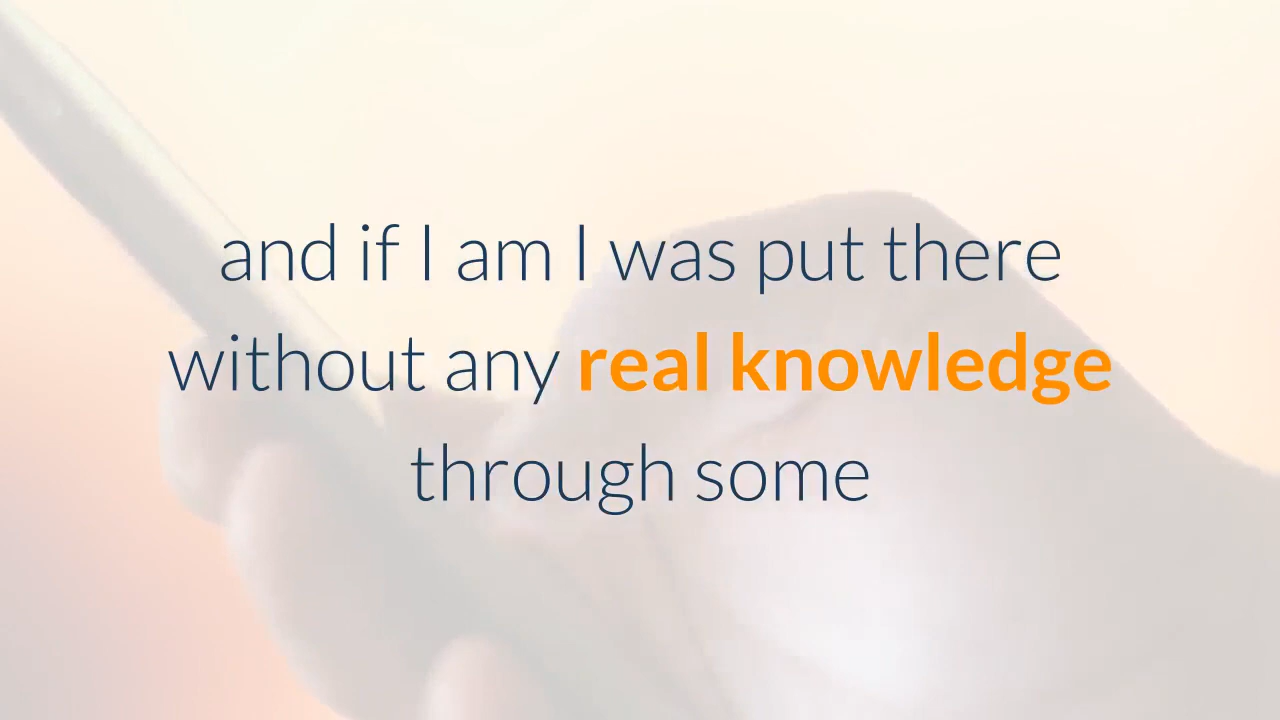 and if I am I was put there
without any real knowledge
through some